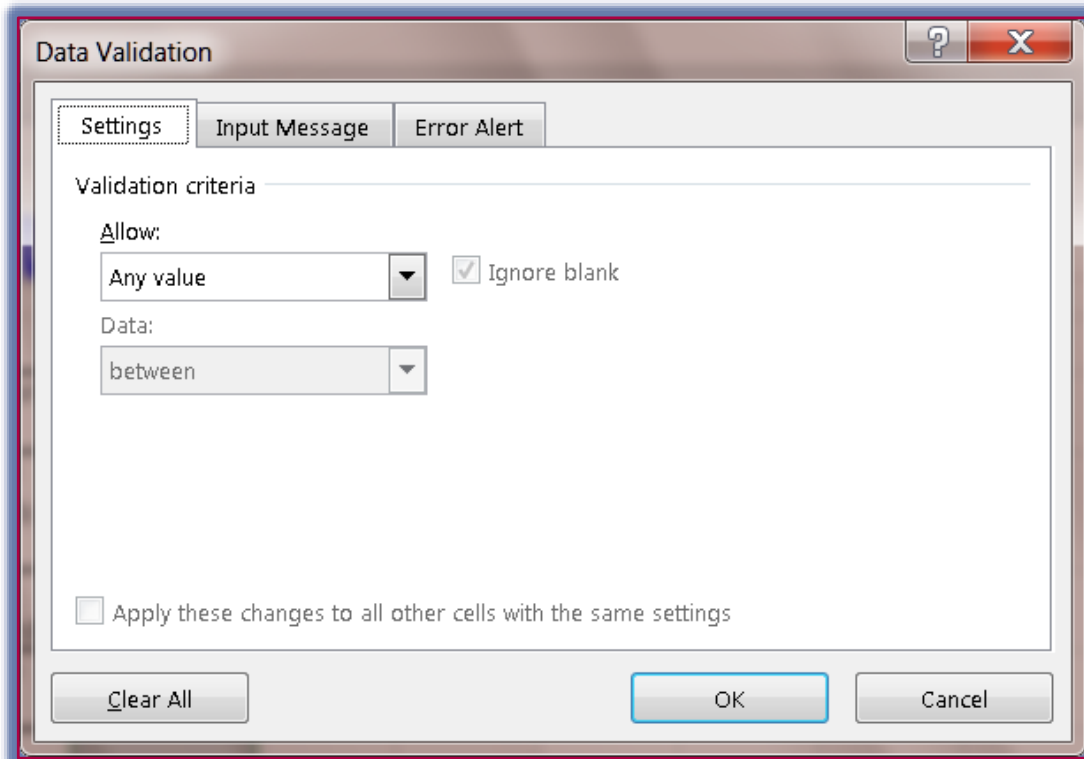 Data Validation
Settings
Input Message
Error Alert
Validation criteria
Allow:
Any value
Ignore blank
Data:
between
Apply these changes to all other cells with the same settings
Clear All
OK
Cancel